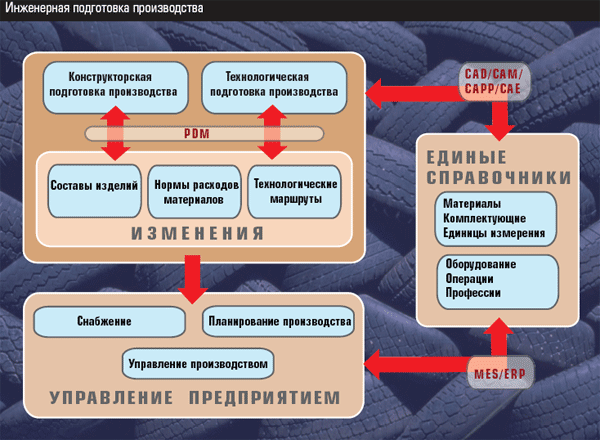 Инженерная подготовка производства
Конструкторская
подготовка производства
Технологическая
подготовка производства
CAD/CAM/
CAPP/CAE
PDM
Составы изделий
Нормы расходов
материалов
Технологические
маршруты
ИЗМЕНЕНИЯ
ЕДИНЫЕ
СПРАВОЧНИКИ
Материалы
Комплектующие
Единицы измерения
Оборудование
Операции
Профессии
Снабжение
Планирование производства
Управление производством
УПРАВЛЕНИЕ ПРЕДПРИЯТИЕМ
MES/ERP